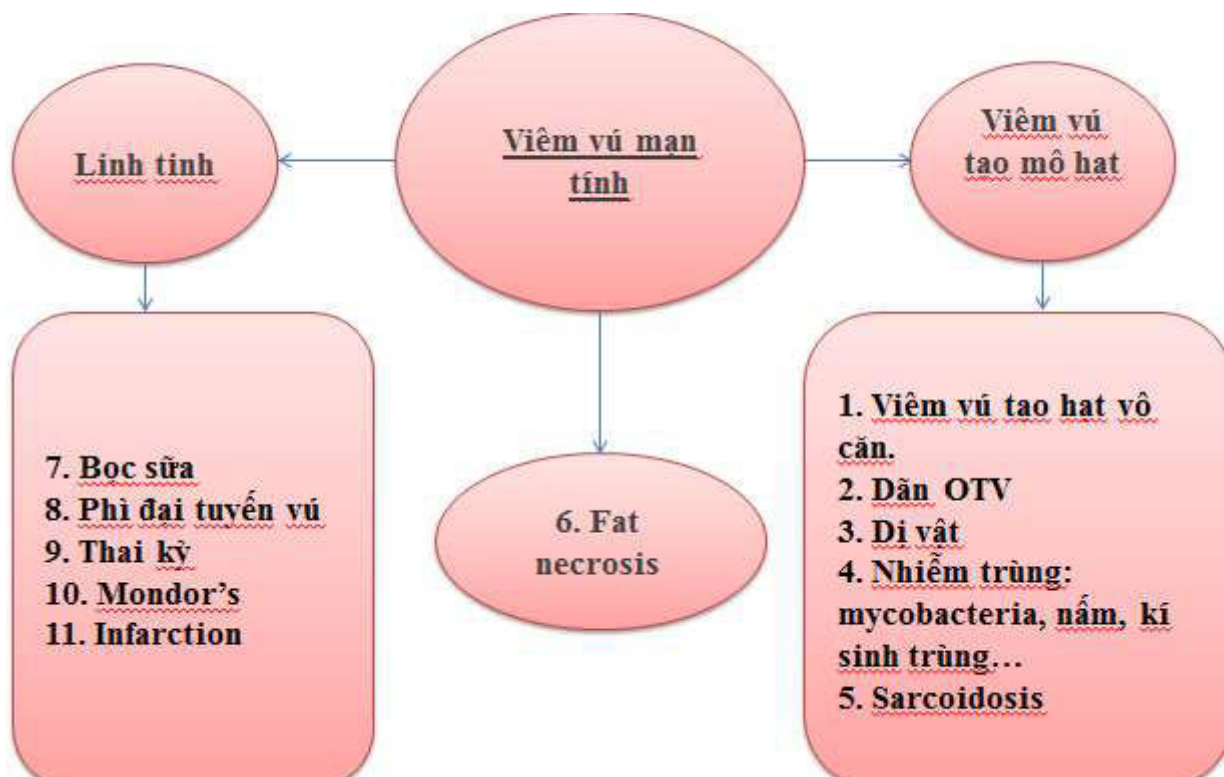 Viêm vú mạn
tính
Linh tinh
Viêm vú
tạo mô hạt
7. Bọc sữa
8. Phì đại tuyến vú
9. Thai kỳ
10. Mondor’s
11. Infarction
6. Fat
necrosis
1. Viêm vú tạo hạt vô
căn.
2. Dãn OTV
3. Dị vật
4. Nhiễm trùng:
mycobacteria, nấm, kí
sinh trùng…
5. Sarcoidosis